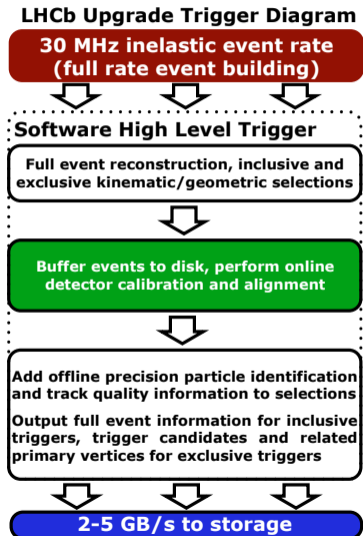 LHCb Upgrade Trigger Diagram
30 MHz inelastic event rate
(full rate event building)
Software High Level Trigger
Full event reconstruction, inclusive and
exclusive kinematic/geometric selections
Buffer events to disk, perform online
detector calibration and alignment
Add offline precision particle identification
and track quality information to selections
Output full event information for inclusive
triggers, trigger candidates and related
primary vertices for exclusive triggers
2-5 GB/s to storage